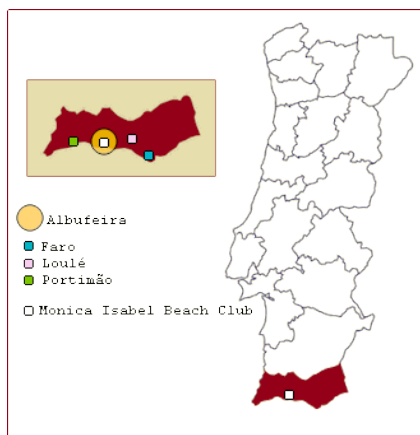 Albufeira
Faro
Loulé
Portimão
Monica Isabel Beach Club